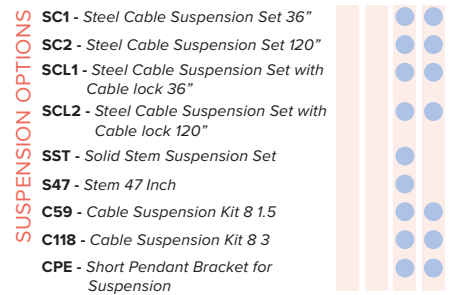 SUSPENSION OPTIONS
SC1 - Steel Cable Suspension Set 36”
SC2 - Steel Cable Suspension Set 120”
SCL1 - Steel Cable Suspension Set with
Cable lock 36”
SCL2 - Steel Cable Suspension Set with
Cable lock 120”
SST - Solid Stem Suspension Set
S47 - Stem 47 Inch
C59 - Cable Suspension Kit 8 1.5
C118 - Cable Suspension Kit 8 3
CPE - Short Pendant Bracket for
Suspension